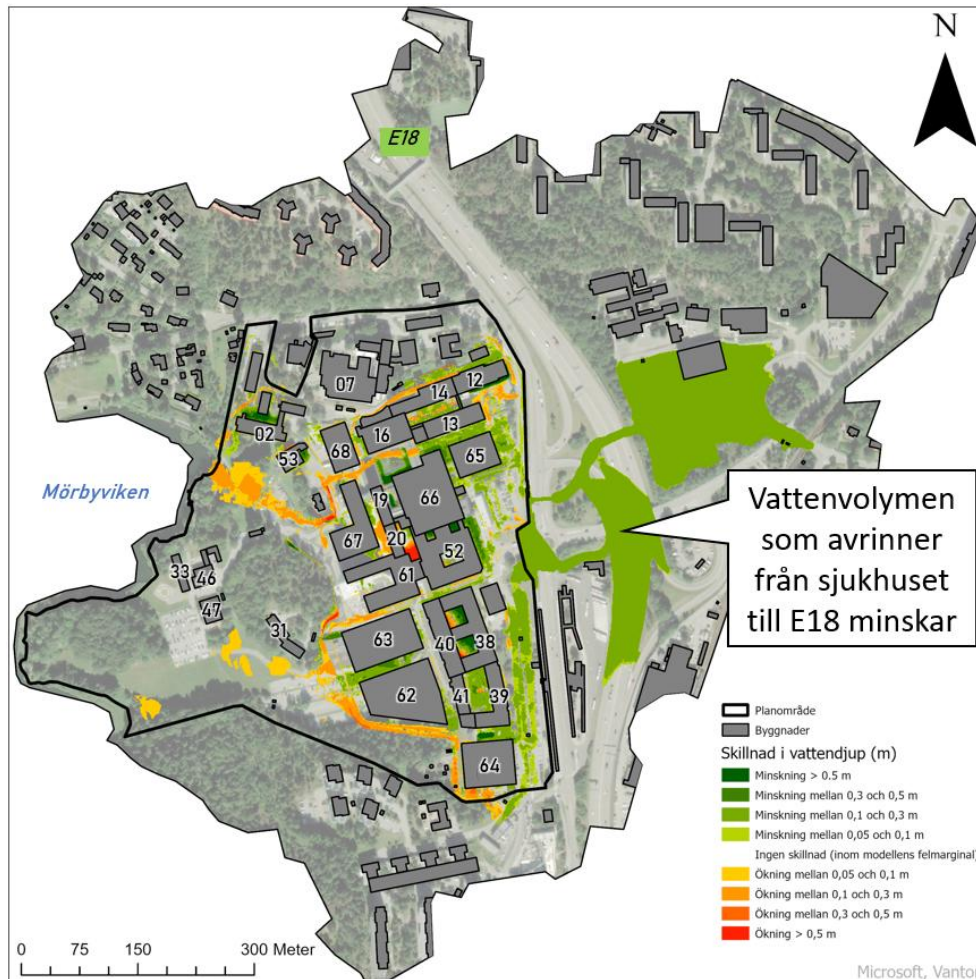 N
E18
07
12
14
13
16
02
68
65
53
66
19
Mörbyviken
67
20
52
61
33
46
47
31
63
40
38
62
41
39
64
Vattenvolymen
som avrinner
från sjukhuset
till E18 minskar
Planområde
Byggnader
Skillnad i vattendjup (m)
Minskning > 0.5 m
Minskning mellan 0,3 och 0,5 m
Minskning mellan 0,1 och 0,3 m
Minskning mellan 0,05 och 0,1 m
Ingen skillnad (inom modellens felmarginal)
Ökning mellan 0,05 och 0,1 m
Ökning mellan 0,1 och 0,3 m
Ökning mellan 0,3 och 0,5 m
Ökning > 0,5 m
0 75 150 300 Meter
Microsoft, Vantor